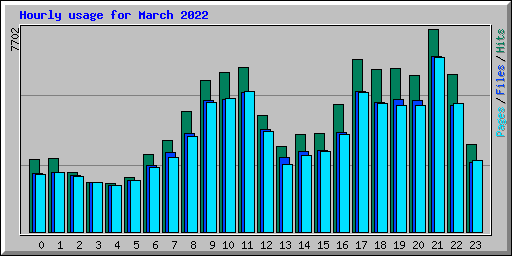 Hourly usage for March 2022
7702
Pages/Files/Hits
0 1 2 3 4 5 6 7 8 9 10 11 12 13 14 15 16 17 18 19 20 21 22 23